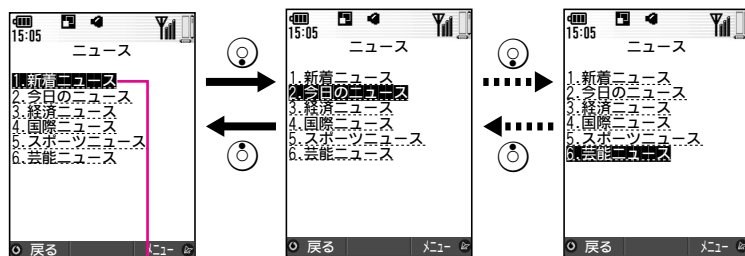 15:05
ニュース
1.新着ニュース
2.今日のニュース
3.経済ニュース
4.国際ニュース
5.スポーツニュース
6.芸能ニュース
戻る ﾒﾆｭｰ
15:05
ニュース
1.新着ニュース
2.今日のニュース
3.経済ニュース
4.国際ニュース
5.スポーツニュース
6.芸能ニュース
戻る ﾒﾆｭｰ
15:05
ニュース
1.新着ニュース
2.今日のニュース
3.経済ニュース
4.国際ニュース
5.スポーツニュース
6.芸能ニュース
戻る ﾒﾆｭｰ